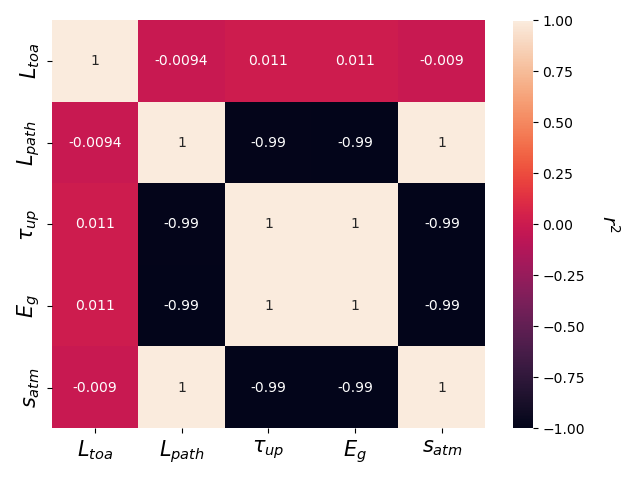 L_toa 1 -0.0094 0.011 0.011 -0.009 1.00
0.75
L_path -0.0094 1 -0.99 -0.99 1 0.50
0.25
τ_up 0.011 -0.99 1 1 -0.99 0.00 r²
−0.25
E_g 0.011 -0.99 1 1 -0.99 −0.50
−0.75
s_atm -0.009 1 -0.99 -0.99 1 −1.00
L_toa L_path τ_up E_g s_atm